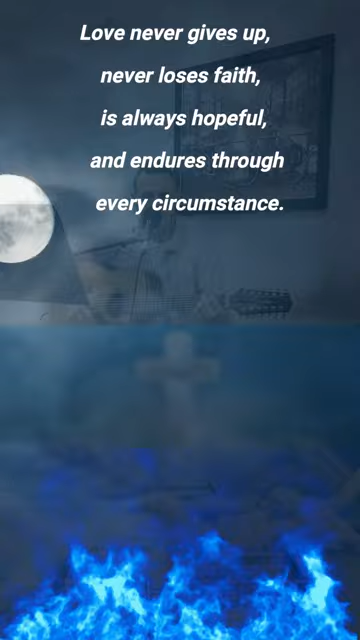 Love never gives up,
never loses faith,
is always hopeful,
and endures through
every circumstance.